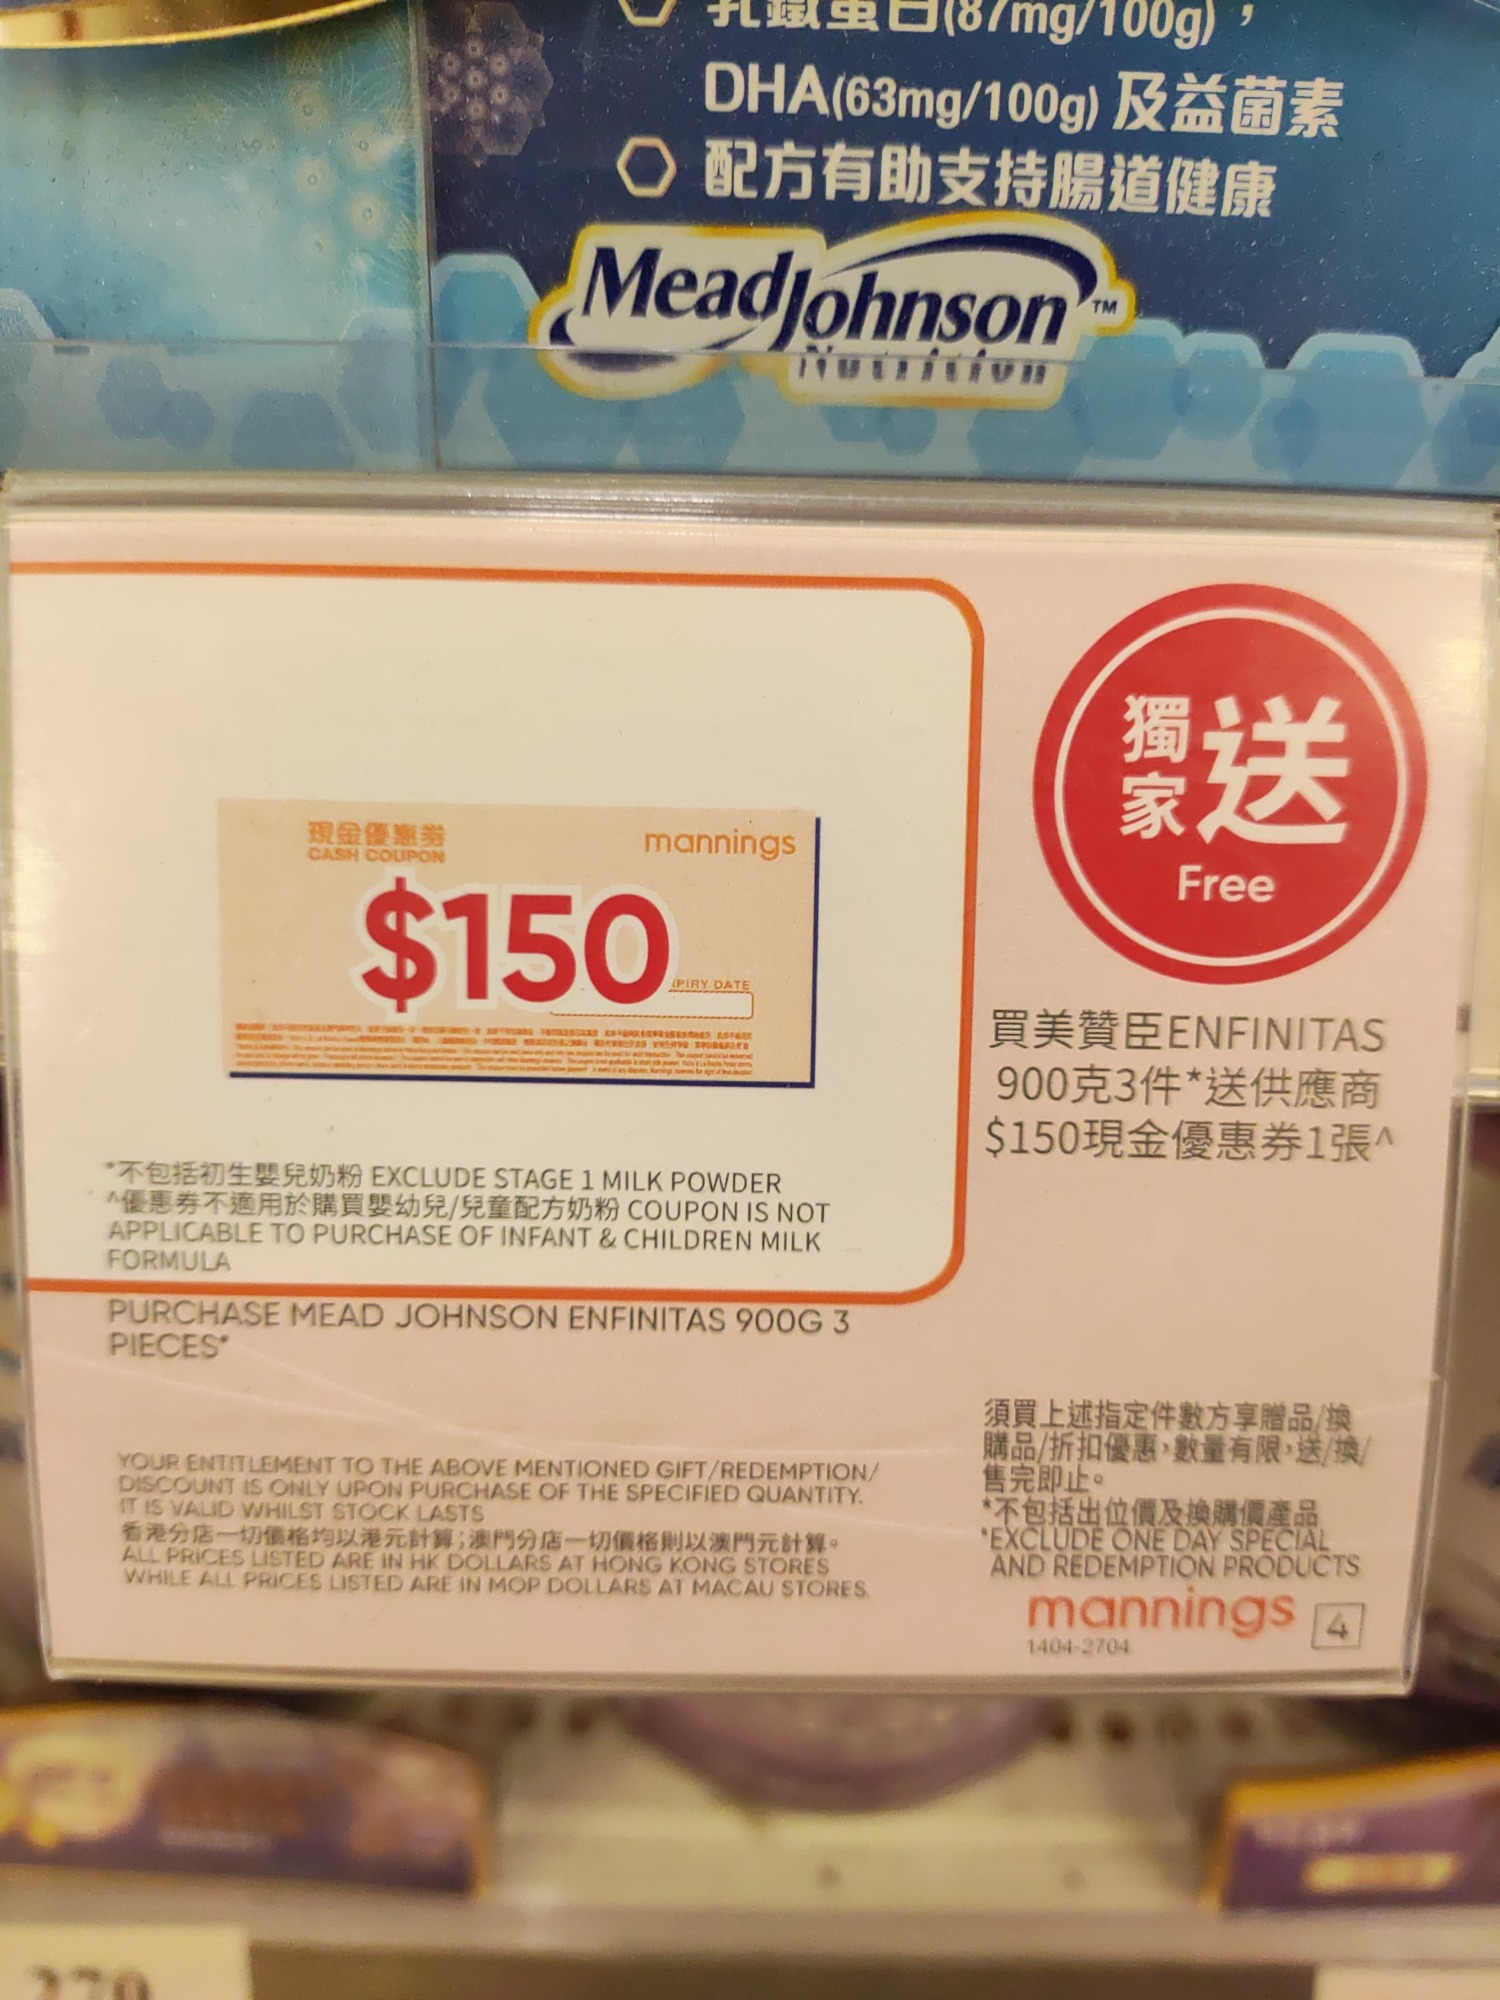 乳鐵蛋白(87mg/100g)，
DHA(63mg/100g) 及益菌素
配方有助支持腸道健康
MeadJohnson™
Nutrition
獨家送
Free
現金優惠券
CASH COUPON
mannings
$150
PIRY DATE
買美贊臣ENFINITAS
900克3件*送供應商
$150現金優惠券1張^
*不包括初生嬰兒奶粉 EXCLUDE STAGE 1 MILK POWDER
^優惠券不適用於購買嬰幼兒/兒童配方奶粉 COUPON IS NOT
APPLICABLE TO PURCHASE OF INFANT & CHILDREN MILK
FORMULA
PURCHASE MEAD JOHNSON ENFINITAS 900G 3
PIECES*
YOUR ENTITLEMENT TO THE ABOVE MENTIONED GIFT/REDEMPTION/
DISCOUNT IS ONLY UPON PURCHASE OF THE SPECIFIED QUANTITY.
IT IS VALID WHILST STOCK LASTS
香港分店一切價格均以港元計算；澳門分店一切價格則以澳門元計算。
ALL PRICES LISTED ARE IN HK DOLLARS AT HONG KONG STORES
WHILE ALL PRICES LISTED ARE IN MOP DOLLARS AT MACAU STORES.
須買上述指定件數方享贈品/換
購品/折扣優惠，數量有限，送/換/
售完即止。
*不包括出位價及換購價產品
*EXCLUDE ONE DAY SPECIAL
AND REDEMPTION PRODUCTS
mannings 4
1404-2704